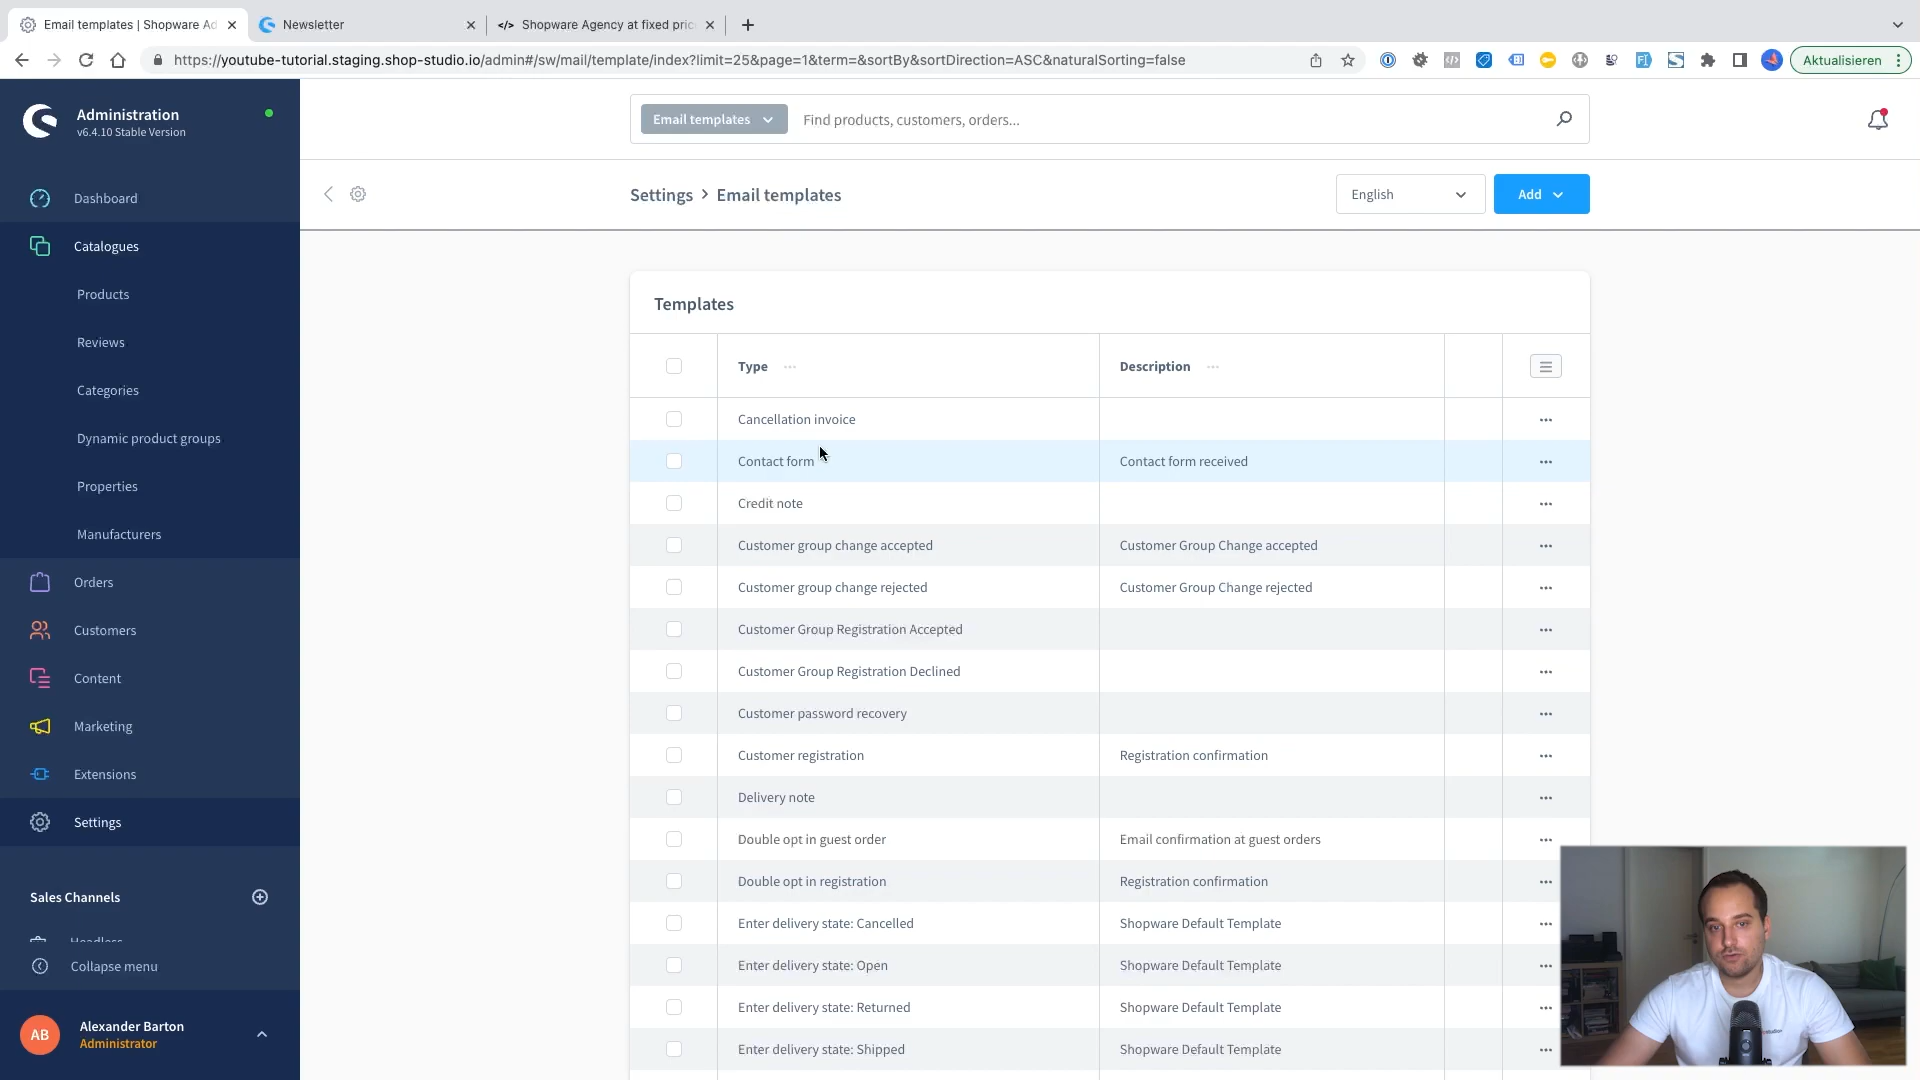 Email templates | Shopware Ad
Newsletter
</> Shopware Agency at fixed pric
https://youtube-tutorial.staging.shop-studio.io/admin#/sw/mail/template/index?limit=25&page=1&term=&sortBy&sortDirection=ASC&naturalSorting=false
Aktualisieren
Administration
v6.4.10 Stable Version
Email templates
Find products, customers, orders...
Settings > Email templates
English
Add
Dashboard
Catalogues
Products
Reviews
Categories
Dynamic product groups
Properties
Manufacturers
Orders
Customers
Content
Marketing
Extensions
Settings
Sales Channels
Headless
Collapse menu
AB
Alexander Barton
Administrator
Templates
Type
Description
Cancellation invoice
Contact form
Contact form received
Credit note
Customer group change accepted
Customer Group Change accepted
Customer group change rejected
Customer Group Change rejected
Customer Group Registration Accepted
Customer Group Registration Declined
Customer password recovery
Customer registration
Registration confirmation
Delivery note
Double opt in guest order
Email confirmation at guest orders
Double opt in registration
Registration confirmation
Enter delivery state: Cancelled
Shopware Default Template
Enter delivery state: Open
Shopware Default Template
Enter delivery state: Returned
Shopware Default Template
Enter delivery state: Shipped
Shopware Default Template